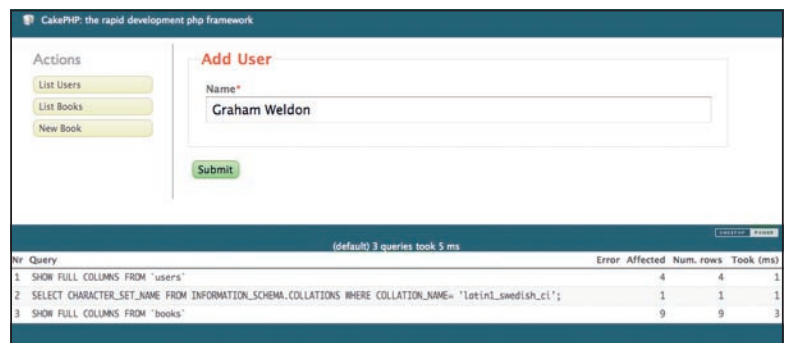 CakePHP: the rapid development php framework
Actions
List Users
List Books
New Book
Add User
Name*
Graham Weldon
Submit
CAKEPHP POWER
(default) 3 queries took 5 ms
Nr Query Error Affected Num. rows Took (ms)
1 SHOW FULL COLUMNS FROM `users` 4 4 1
2 SELECT CHARACTER_SET_NAME FROM INFORMATION_SCHEMA.COLLATIONS WHERE COLLATION_NAME= 'latin1_swedish_ci'; 1 1 1
3 SHOW FULL COLUMNS FROM `books` 9 9 3